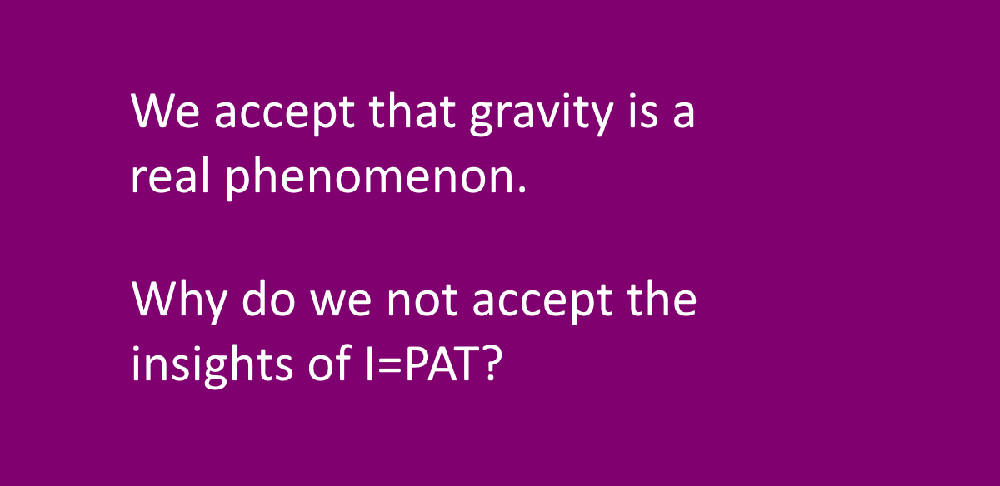 We accept that gravity is a
real phenomenon.
Why do we not accept the
insights of I=PAT?